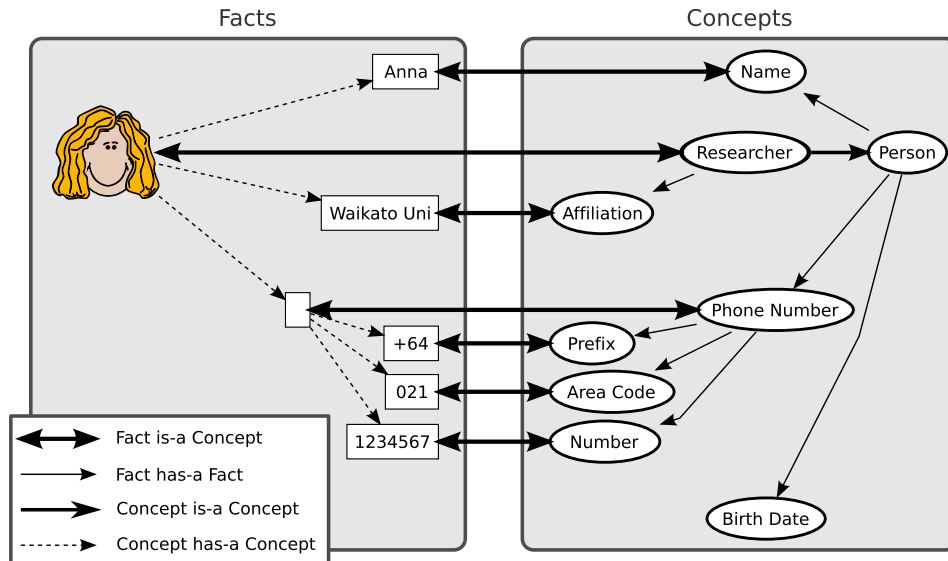 Facts
Concepts
Anna
Name
Researcher
Person
Waikato Uni
Affiliation
Phone Number
+64
Prefix
021
Area Code
1234567
Number
Birth Date
Fact is-a Concept
Fact has-a Fact
Concept is-a Concept
Concept has-a Concept